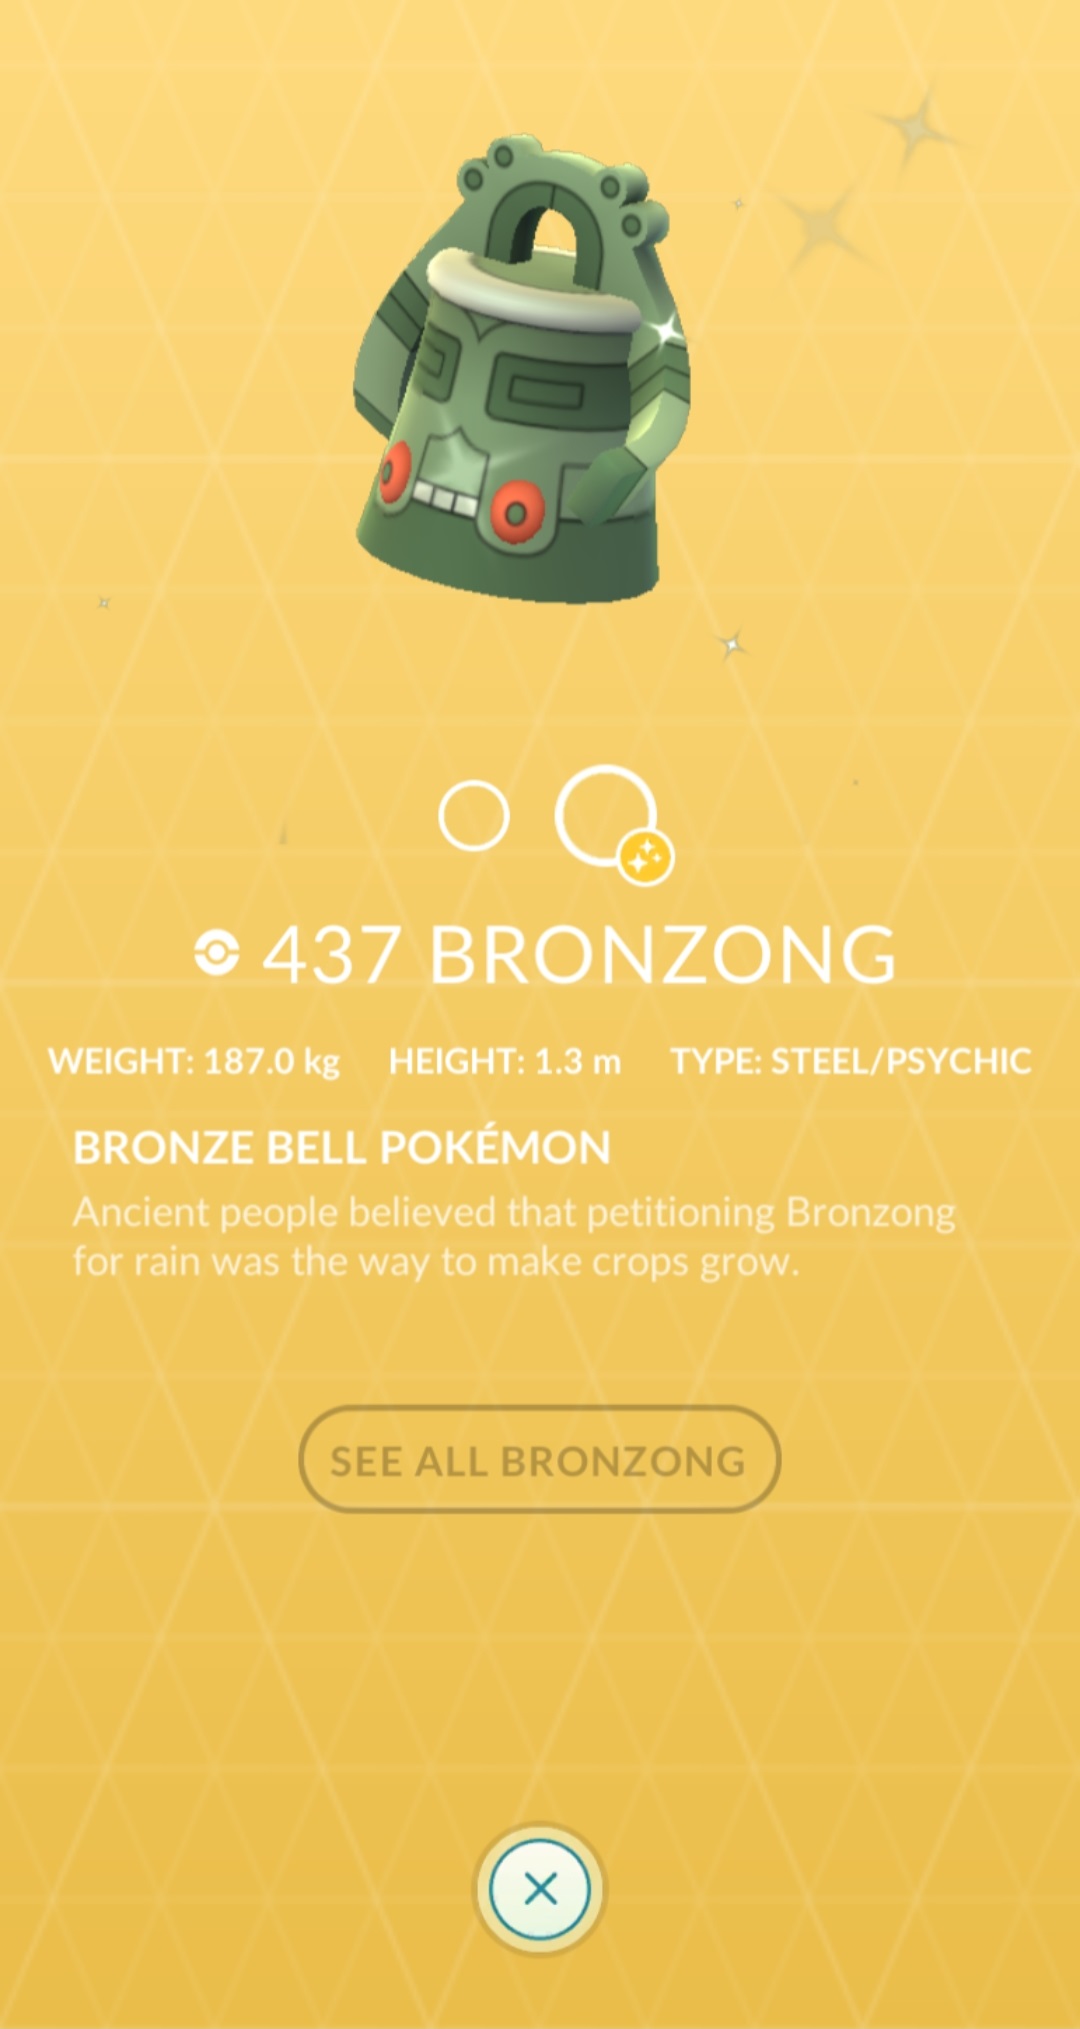 437 BRONZONG
WEIGHT: 187.0 kg HEIGHT: 1.3 m TYPE: STEEL/PSYCHIC
BRONZE BELL POKÉMON
Ancient people believed that petitioning Bronzong
for rain was the way to make crops grow.
SEE ALL BRONZONG